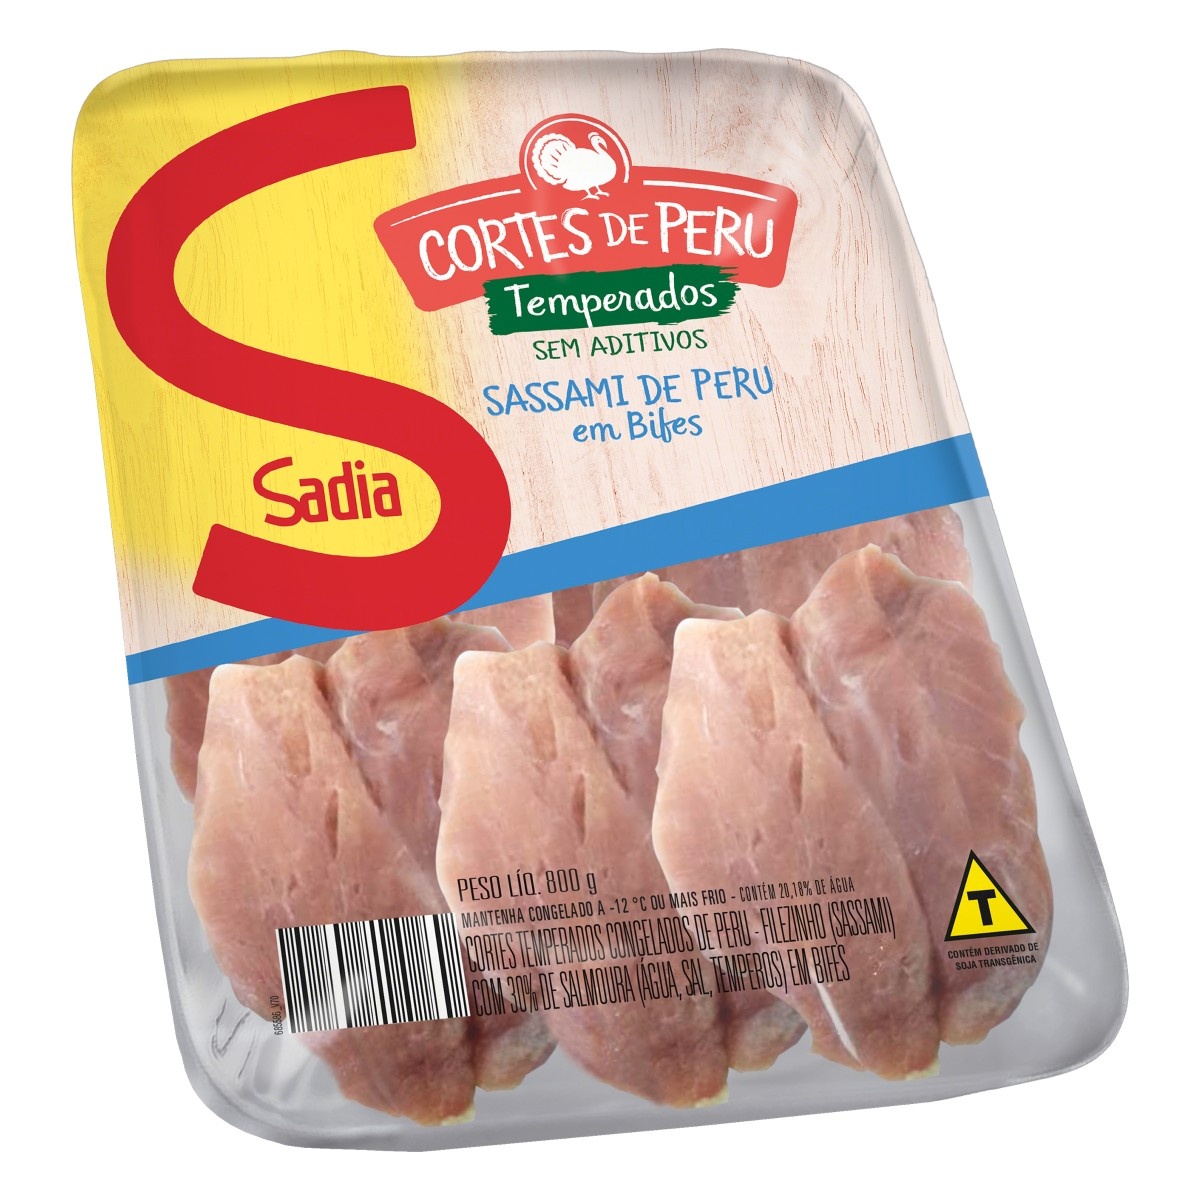 CORTES DE PERU
Temperados
SEM ADITIVOS
SASSAMI DE PERU
em Bifes
Sadia
PESO LÍQ. 800 g
MANTENHA CONGELADO A -12 °C OU MAIS FRIO - CONTÉM 20,18% DE ÁGUA
CORTES TEMPERADOS CONGELADOS DE PERU - FILEZINHO (SASSAMI)
COM 30% DE SALMOURA (ÁGUA, SAL, TEMPEROS) EM BIFES
T
CONTÉM DERIVADO DE
SOJA TRANSGÊNICA
685586_V70